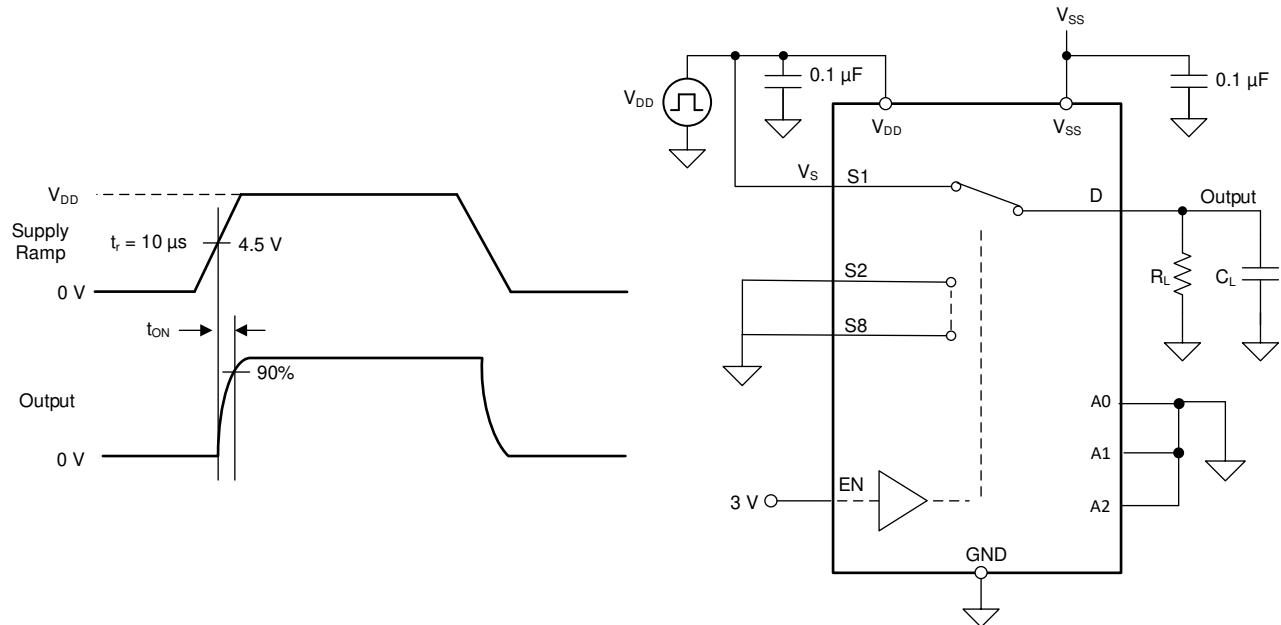 V_DD
Supply
Ramp
t_r = 10 µs
4.5 V
0 V
t_ON
90%
Output
0 V
V_SS
0.1 µF
0.1 µF
V_DD
V_DD
V_SS
V_S
S1
D
Output
S2
S8
R_L
C_L
A0
A1
A2
3 V
EN
GND